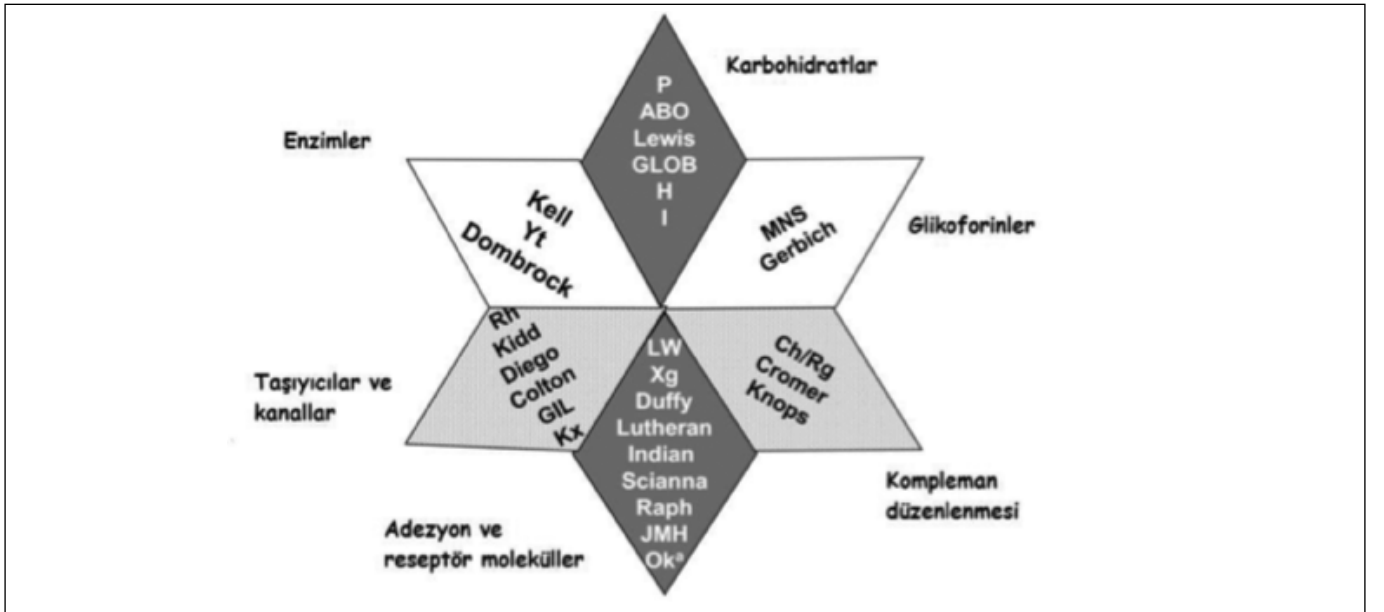 Karbohidratlar
P
ABO
Lewis
GLOB
H
I
Enzimler
Kell
Yt
Dombrock
MNS
Gerbich
Glikoforinler
Taşıyıcılar ve
kanallar
Rh
Kidd
Diego
Colton
GIL
Kx
LW
Xg
Duffy
Lutheran
Indian
Scianna
Raph
JMH
Okª
Ch/Rg
Cromer
Knops
Kompleman
düzenlenmesi
Adezyon ve
reseptör moleküller